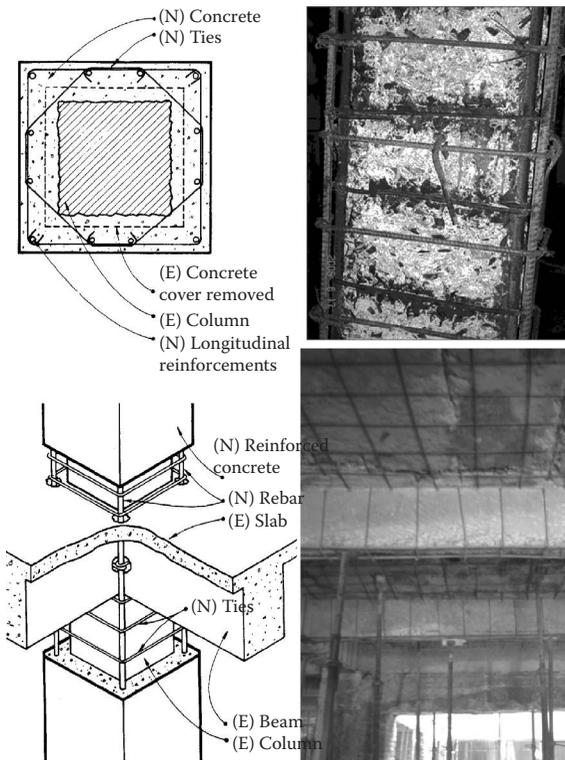 (N) Concrete
(N) Ties
(E) Concrete
cover removed
(E) Column
(N) Longitudinal
reinforcements
(N) Reinforced
concrete
(N) Rebar
(E) Slab
(N) Ties
(E) Beam
(E) Column